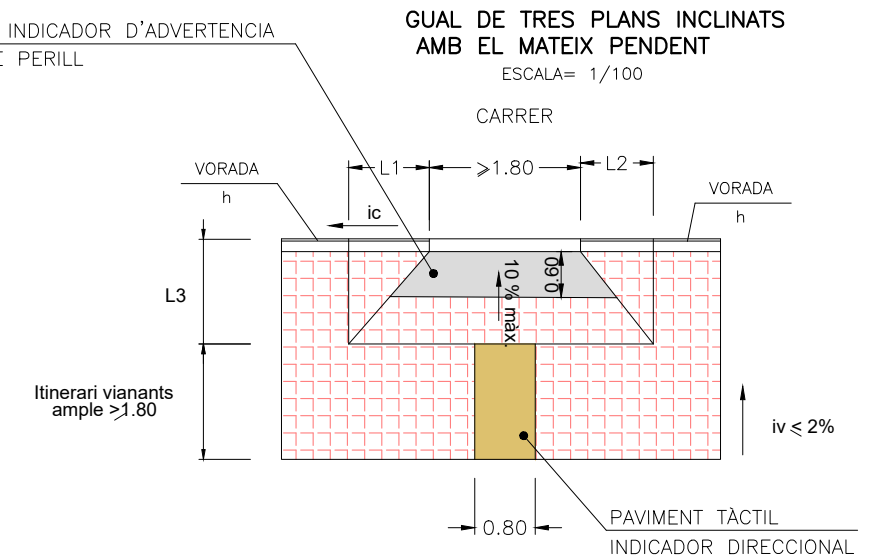 INDICADOR D'ADVERTENCIA
E PERILL
GUAL DE TRES PLANS INCLINATS
AMB EL MATEIX PENDENT
ESCALA= 1/100
CARRER
L1
≥1.80
L2
VORADA
h
VORADA
h
ic
L3
10 % màx.
0.60
Itinerari vianants
ample ≥1.80
iv ≤ 2%
0.80
PAVIMENT TÀCTIL
INDICADOR DIRECCIONAL